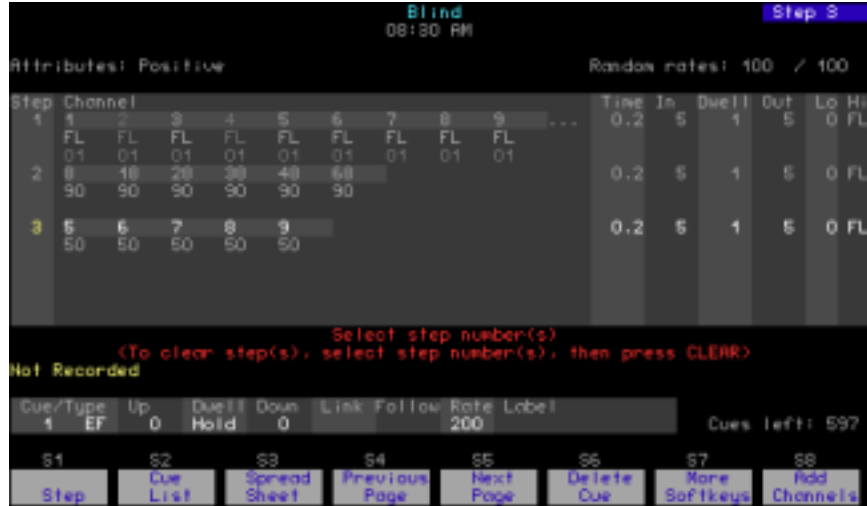 Blind
Step 3
08:30 AM
Attributes: Positive
Random rates: 100 / 100
Step Channel Time In Dwell Out Lo Hi
1 1 2 3 4 5 6 7 8 9 ... 0.2 5 1 5 0 FL
FL FL FL FL FL FL FL FL FL
01 01 01 01 01 01 01 01 01
2 8 18 28 38 48 68 0.2 5 1 5 0 FL
90 90 90 90 90 90
3 5 6 7 8 9 0.2 5 1 5 0 FL
50 50 50 50 50
Select step number(s)
(To clear step(s), select step number(s), then press CLEAR)
Not Recorded
Cue/Type Up Dwell Down Link Follow Rate Label
1 EF 0 Hold 0 200
Cues left: 597
S1 S2 S3 S4 S5 S6 S7 S8
Cue Spread Previous Next Delete More Add
Step List Sheet Page Page Cue Softkeys Channels